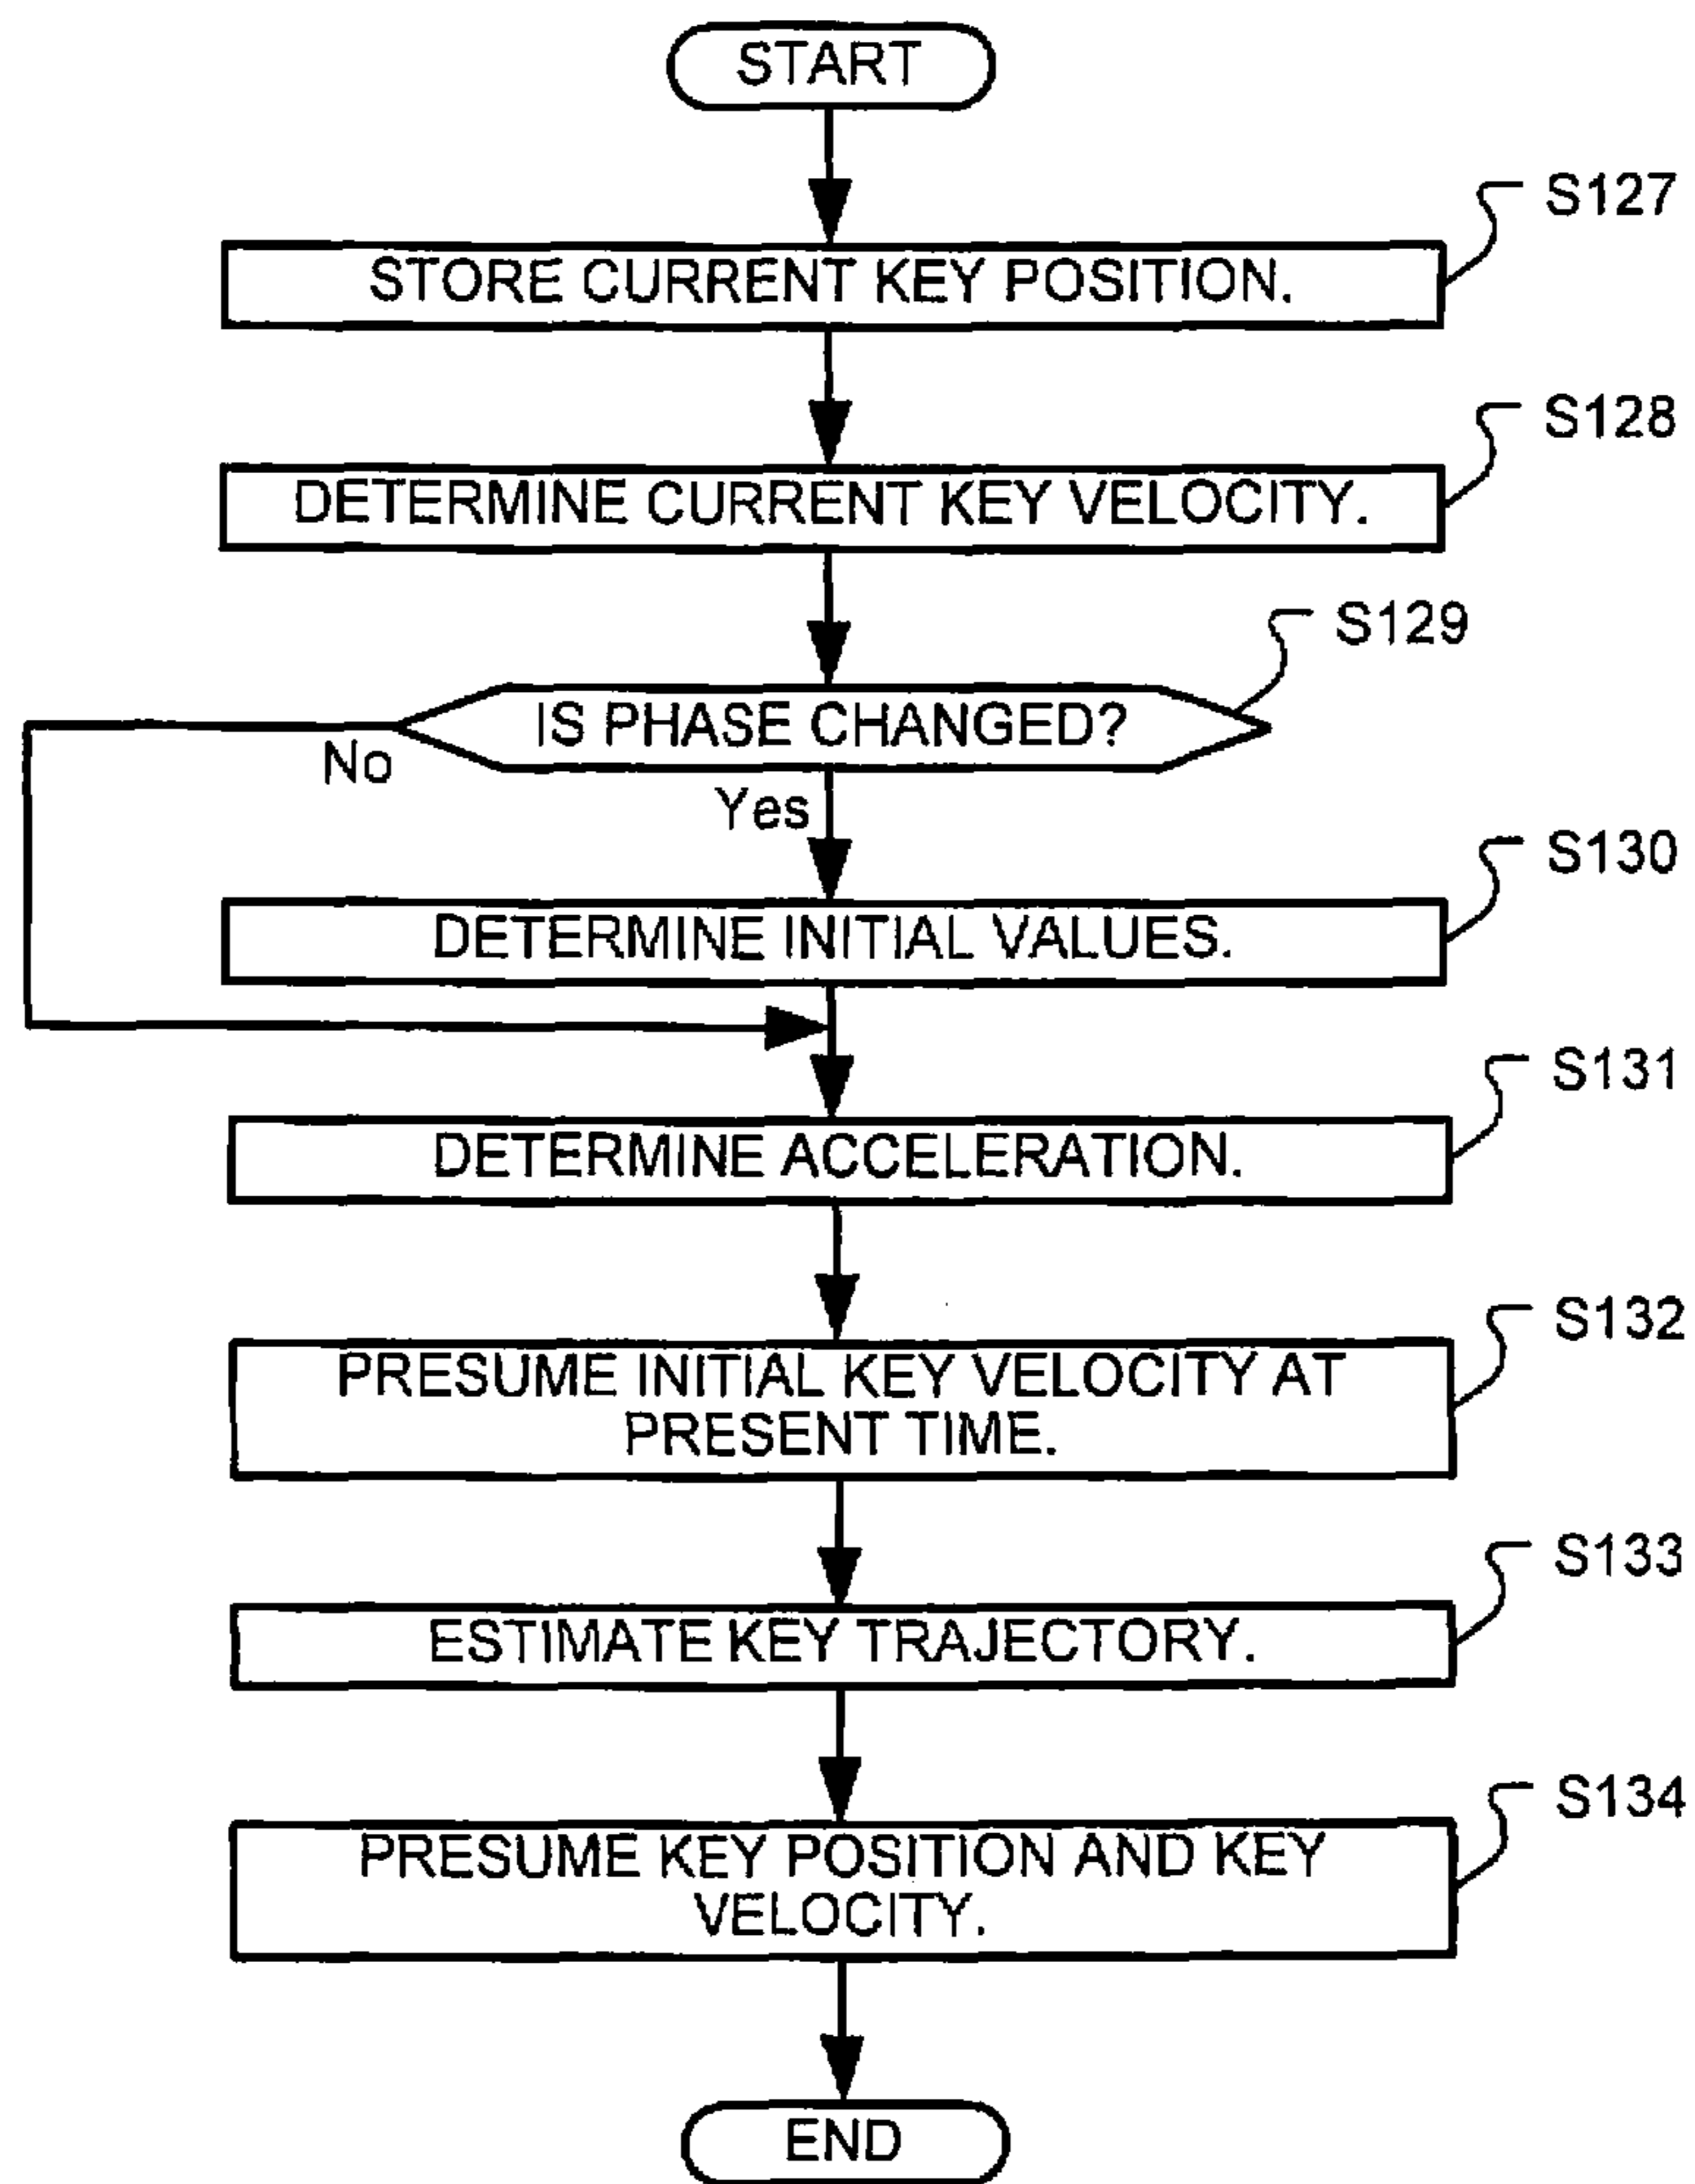 START
S127
STORE CURRENT KEY POSITION.
S128
DETERMINE CURRENT KEY VELOCITY.
S129
IS PHASE CHANGED?
No
Yes
S130
DETERMINE INITIAL VALUES.
S131
DETERMINE ACCELERATION.
S132
PRESUME INITIAL KEY VELOCITY AT
PRESENT TIME.
S133
ESTIMATE KEY TRAJECTORY.
S134
PRESUME KEY POSITION AND KEY
VELOCITY.
END